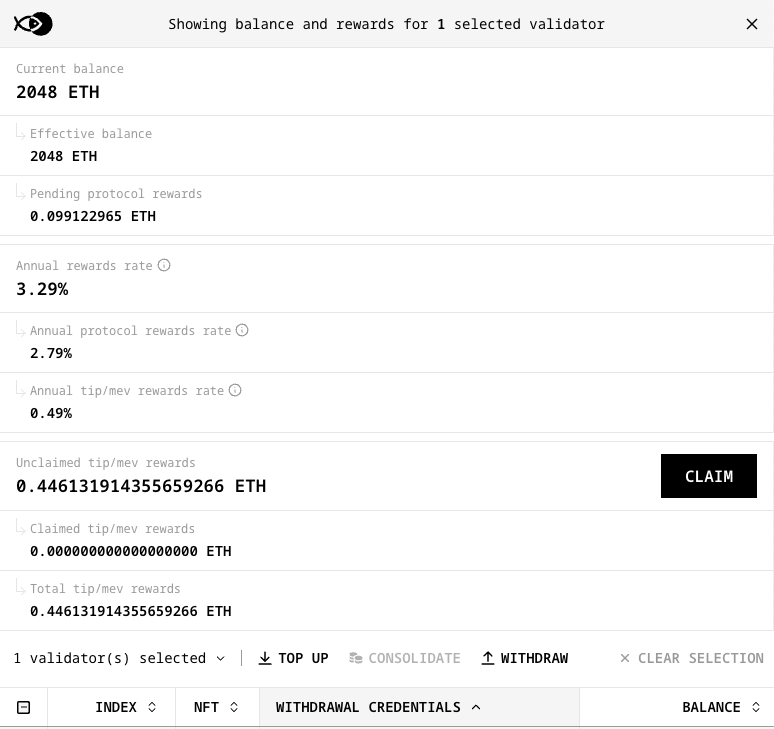 Showing balance and rewards for 1 selected validator
Current balance
2048 ETH
Effective balance
2048 ETH
Pending protocol rewards
0.099122965 ETH
Annual rewards rate
3.29%
Annual protocol rewards rate
2.79%
Annual tip/mev rewards rate
0.49%
Unclaimed tip/mev rewards
0.446131914355659266 ETH
CLAIM
Claimed tip/mev rewards
0.000000000000000000 ETH
Total tip/mev rewards
0.446131914355659266 ETH
1 validator(s) selected TOP UP CONSOLIDATE WITHDRAW CLEAR SELECTION
INDEX NFT WITHDRAWAL CREDENTIALS BALANCE